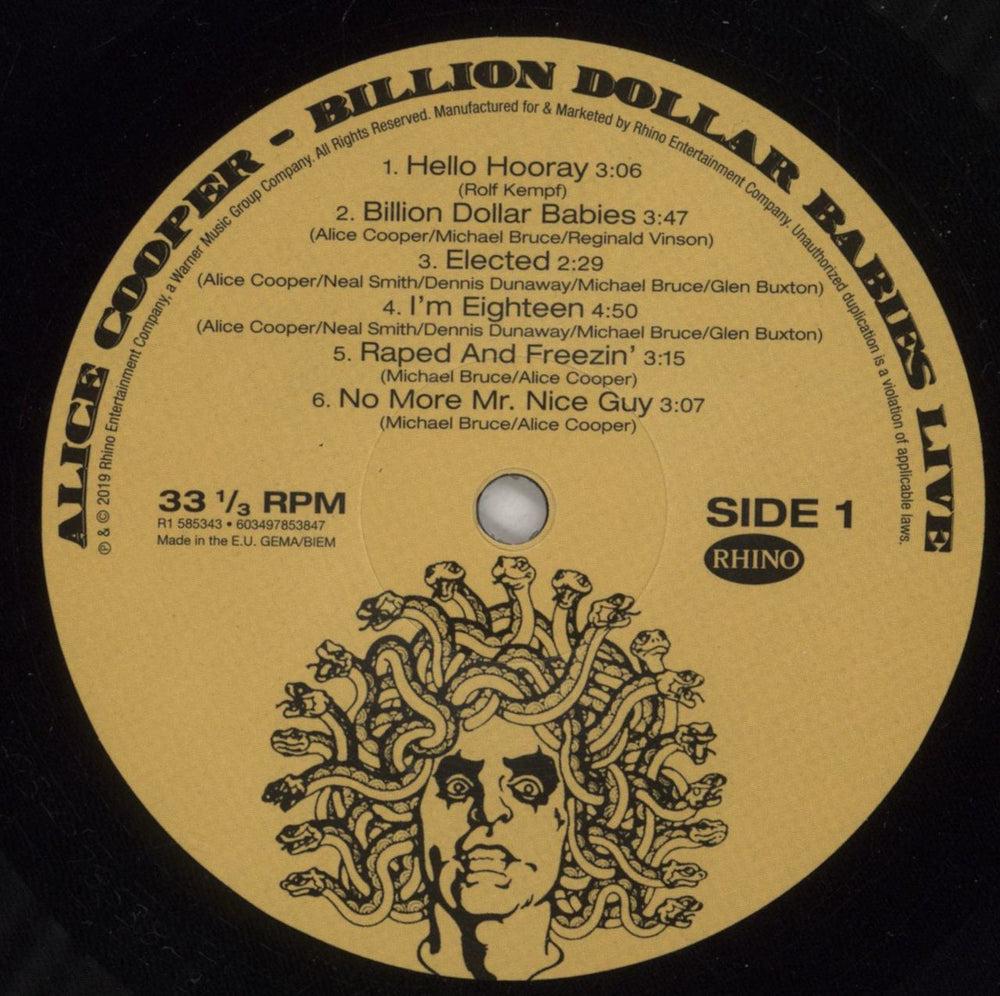 ALICE COOPER - BILLION DOLLAR BABIES LIVE
℗ & © 2019 Rhino Entertainment Company, a Warner Music Group Company. All Rights Reserved. Manufactured for & Marketed by Rhino Entertainment Company. Unauthorized duplication is a violation of applicable laws.
1. Hello Hooray 3:06
(Rolf Kempf)
2. Billion Dollar Babies 3:47
(Alice Cooper/Michael Bruce/Reginald Vinson)
3. Elected 2:29
(Alice Cooper/Neal Smith/Dennis Dunaway/Michael Bruce/Glen Buxton)
4. I'm Eighteen 4:50
(Alice Cooper/Neal Smith/Dennis Dunaway/Michael Bruce/Glen Buxton)
5. Raped And Freezin' 3:15
(Michael Bruce/Alice Cooper)
6. No More Mr. Nice Guy 3:07
(Michael Bruce/Alice Cooper)
33 ⅓ RPM
R1 585343 • 603497853847
Made in the E.U. GEMA/BIEM
SIDE 1
RHINO